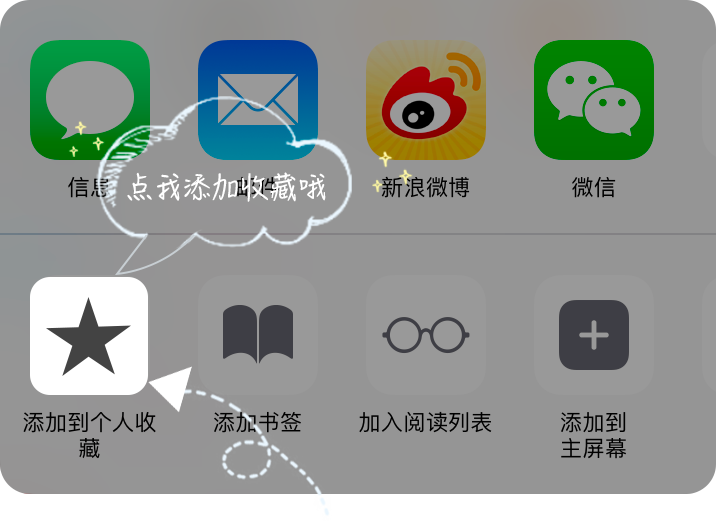 信息
邮件
新浪微博
微信
点我添加收藏哦
添加到个人收
藏
添加书签
加入阅读列表
添加到
主屏幕